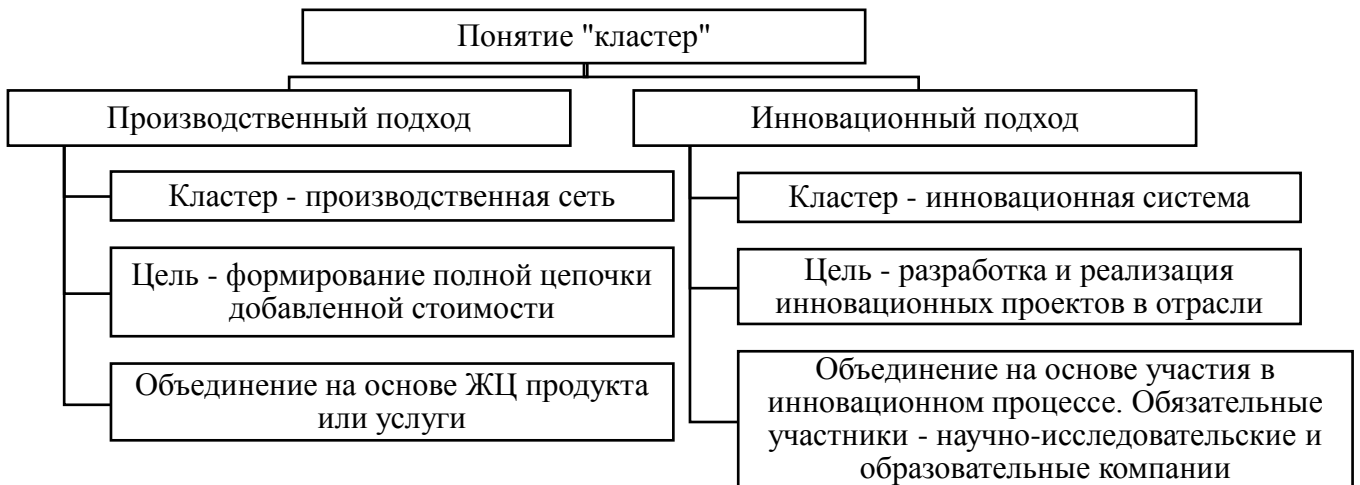 Понятие "кластер"
Производственный подход
Кластер - производственная сеть
Цель - формирование полной цепочки
добавленной стоимости
Объединение на основе ЖЦ продукта
или услуги
Инновационный подход
Кластер - инновационная система
Цель - разработка и реализация
инновационных проектов в отрасли
Объединение на основе участия в
инновационном процессе. Обязательные
участники - научно-исследовательские и
образовательные компании